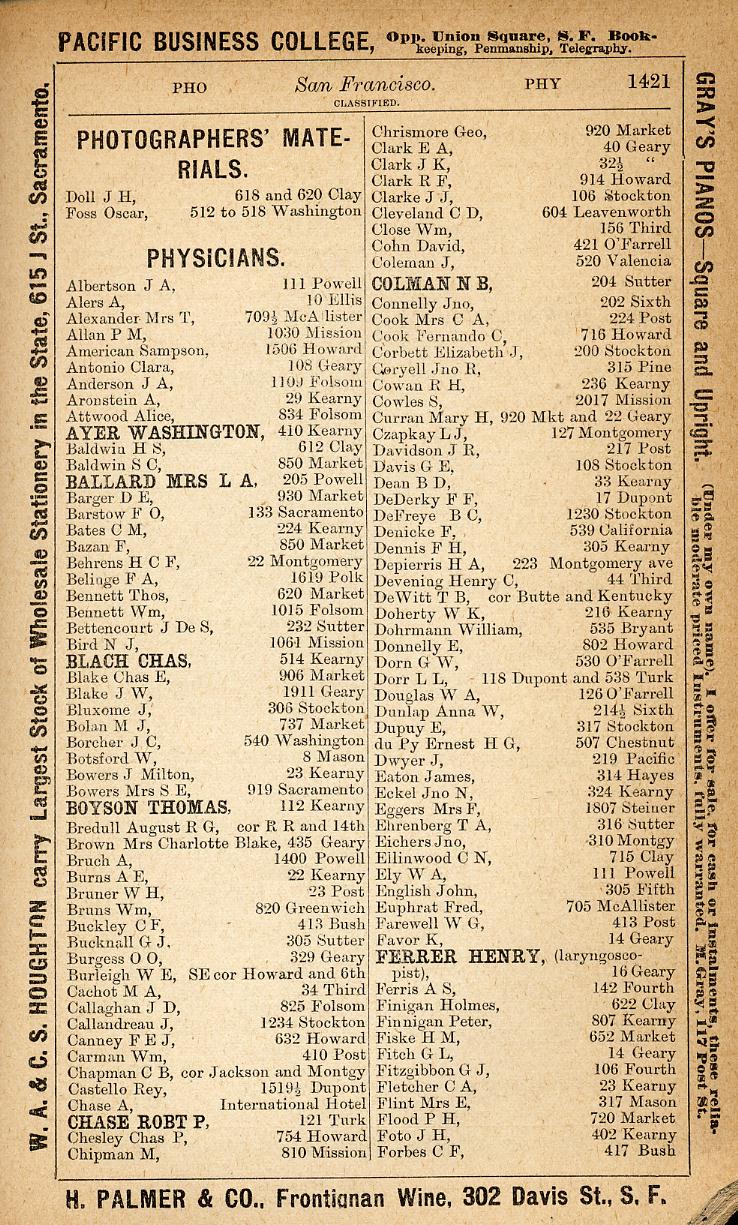 PACIFIC BUSINESS COLLEGE, Opp. Union Square, S. F. Book-
keeping, Penmanship, Telegraphy.
W. A. & C. S. HOUGHTON carry Largest Stock of Wholesale Stationery in the State, 615 J St., Sacramento.
PHO San Francisco. PHY 1421
CLASSIFIED.
PHOTOGRAPHERS' MATE-
RIALS.
Doll J H, 618 and 620 Clay
Foss Oscar, 512 to 518 Washington
PHYSICIANS.
Albertson J A, 111 Powell
Alers A, 10 Ellis
Alexander Mrs T, 709½ McAllister
Allan P M, 1030 Mission
American Sampson, 1506 Howard
Antonio Clara, 108 Geary
Anderson J A, 1109 Folsom
Aronstein A, 29 Kearny
Attwood Alice, 834 Folsom
AYER WASHINGTON, 410 Kearny
Baldwin H S, 612 Clay
Baldwin S C, 850 Market
BALLARD MRS L A, 205 Powell
Barger D E, 930 Market
Barstow F O, 133 Sacramento
Bates C M, 224 Kearny
Bazan F, 850 Market
Behrens H C F, 22 Montgomery
Belinge F A, 1619 Polk
Bennett Thos, 620 Market
Bennett Wm, 1015 Folsom
Bettencourt J De S, 232 Sutter
Bird N J, 1061 Mission
BLACH CHAS, 514 Kearny
Blake Chas E, 906 Market
Blake J W, 1911 Geary
Bluxome J, 306 Stockton
Bolan M J, 737 Market
Borcher J C, 540 Washington
Botsford W, 8 Mason
Bowers J Milton, 23 Kearny
Bowers Mrs S E, 919 Sacramento
BOYSON THOMAS, 112 Kearny
Bredull August R G, cor R R and 14th
Brown Mrs Charlotte Blake, 435 Geary
Bruch A, 1400 Powell
Burns A E, 22 Kearny
Bruner W H, 23 Post
Bruns Wm, 820 Greenwich
Buckley C F, 413 Bush
Bucknall G J, 305 Sutter
Burgess O O, 329 Geary
Burleigh W E, SE cor Howard and 6th
Cachot M A, 34 Third
Callaghan J D, 825 Folsom
Callandreau J, 1234 Stockton
Canney F E J, 632 Howard
Carman Wm, 410 Post
Chapman C B, cor Jackson and Montgy
Castello Rey, 1519½ Dupont
Chase A, International Hotel
CHASE ROBT P, 121 Turk
Chesley Chas P, 754 Howard
Chipman M, 810 Mission
Chrismore Geo, 920 Market
Clark E A, 40 Geary
Clark J K, 32½ "
Clark R F, 914 Howard
Clarke J J, 106 Stockton
Cleveland C D, 604 Leavenworth
Close Wm, 156 Third
Cohn David, 421 O'Farrell
Coleman J, 520 Valencia
COLMAN N B, 204 Sutter
Connelly Jno, 202 Sixth
Cook Mrs C A, 224 Post
Cook Fernando C, 716 Howard
Corbett Elizabeth J, 200 Stockton
Coryell Jno R, 315 Pine
Cowan R H, 236 Kearny
Cowles S, 2017 Mission
Curran Mary H, 920 Mkt and 22 Geary
Czapkay L J, 127 Montgomery
Davidson J R, 217 Post
Davis G E, 108 Stockton
Dean B D, 33 Kearny
DeDerky F F, 17 Dupont
DeFreye B C, 1230 Stockton
Denicke F, 539 California
Dennis F H, 305 Kearny
Depierris H A, 223 Montgomery ave
Devening Henry C, 44 Third
DeWitt T B, cor Butte and Kentucky
Doherty W K, 216 Kearny
Dohrmann William, 535 Bryant
Donnelly E, 802 Howard
Dorn G W, 530 O'Farrell
Dorr L L, 118 Dupont and 538 Turk
Douglas W A, 126 O'Farrell
Dunlap Anna W, 214½ Sixth
Dupuy E, 317 Stockton
du Py Ernest H G, 507 Chestnut
Dwyer J, 219 Pacific
Eaton James, 314 Hayes
Eckel Jno N, 324 Kearny
Eggers Mrs F, 1807 Steiner
Ehrenberg T A, 316 Sutter
Eichers Jno, 310 Montgy
Ellinwood C N, 715 Clay
Ely W A, 111 Powell
English John, 305 Fifth
Euphrat Fred, 705 McAllister
Farewell W G, 413 Post
Favor K, 14 Geary
FERRER HENRY, (laryngosco-
pist), 16 Geary
Ferris A S, 142 Fourth
Finigan Holmes, 622 Clay
Finnigan Peter, 807 Kearny
Fiske H M, 652 Market
Fitch G L, 14 Geary
Fitzgibbon G J, 106 Fourth
Fletcher C A, 23 Kearny
Flint Mrs E, 317 Mason
Flood P H, 720 Market
Foto J H, 402 Kearny
Forbes C F, 417 Bush
GRAY'S PIANOS—Square and Upright. (Under my own name). I offer for sale, for cash or instalments, these relia-
ble moderate priced Instruments, fully warranted. M. Gray, 117 Post St.
H. PALMER & CO., Frontignan Wine, 302 Davis St., S. F.